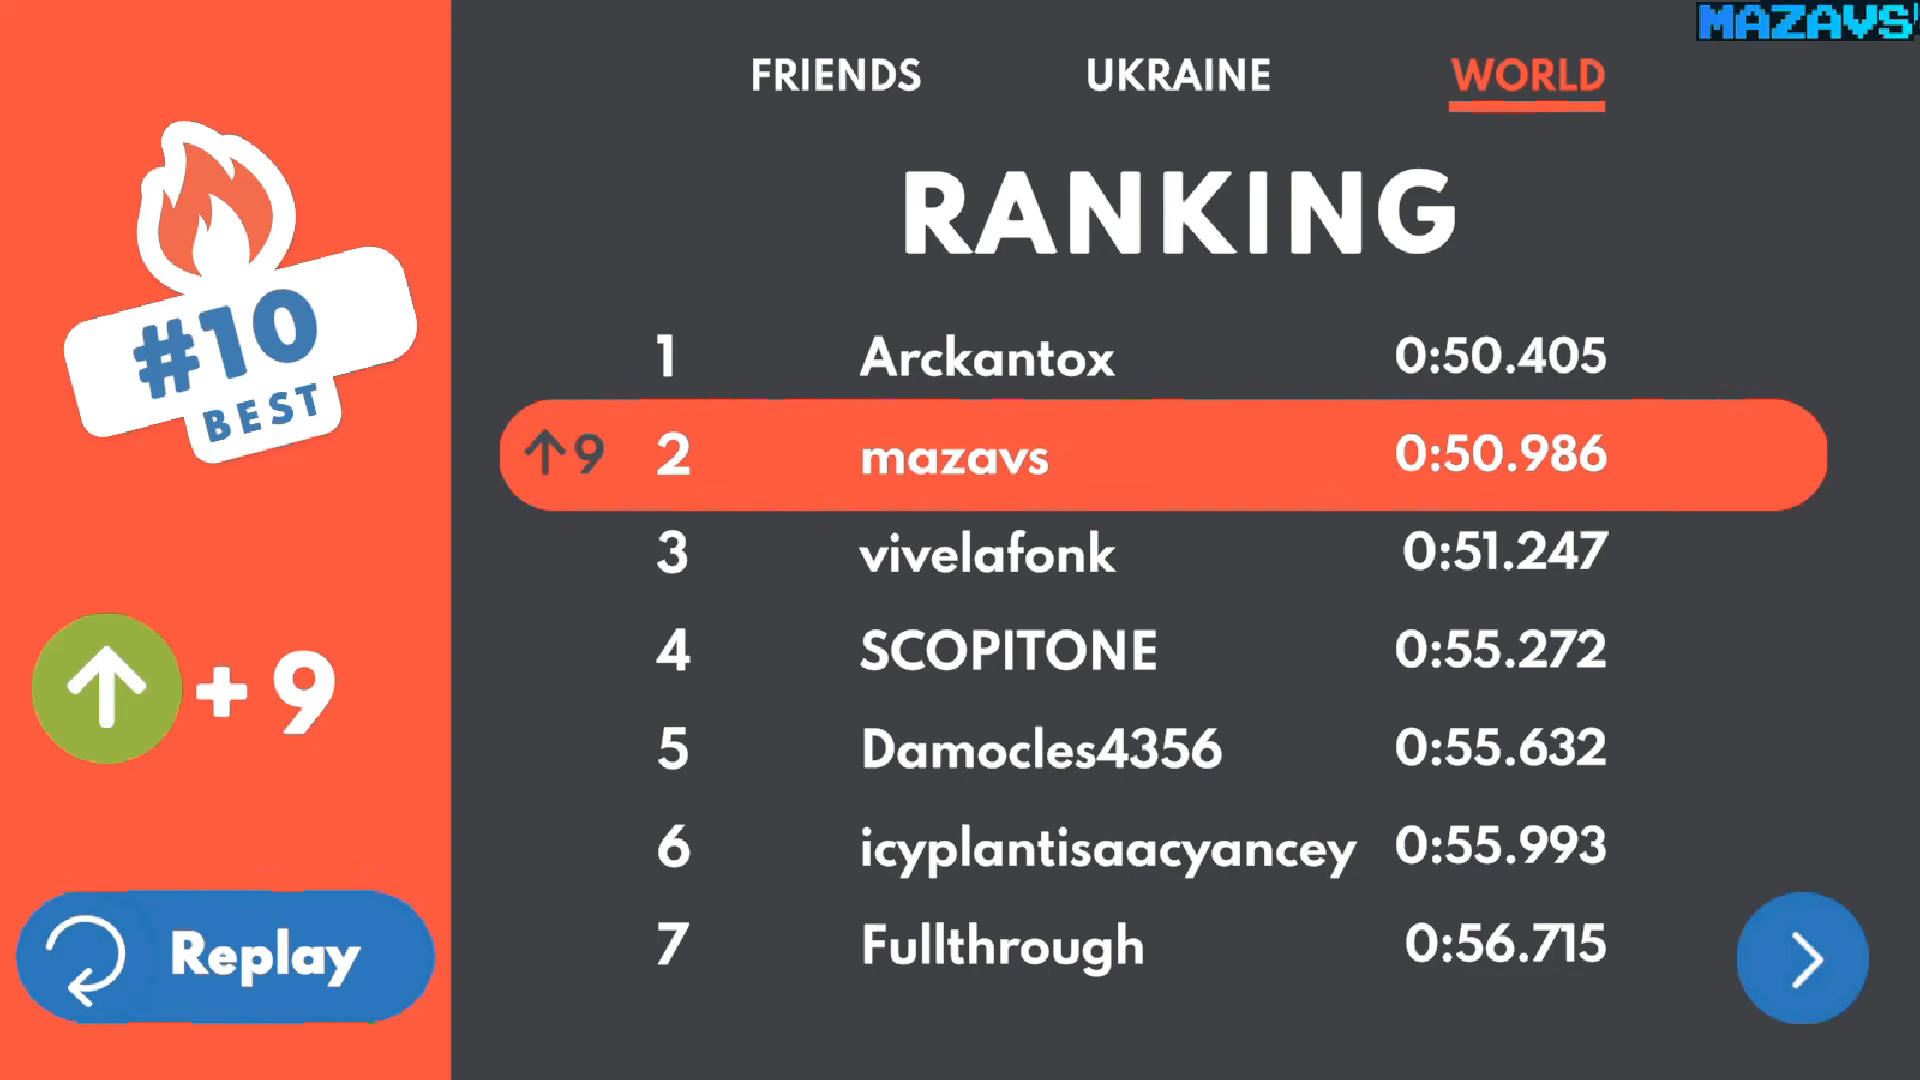 MAZAVS
FRIENDS UKRAINE WORLD
RANKING
#10
BEST
+ 9
Replay
1 Arckantox 0:50.405
↑9 2 mazavs 0:50.986
3 vivelafonk 0:51.247
4 SCOPITONE 0:55.272
5 Damocles4356 0:55.632
6 icyplantisaacyancey 0:55.993
7 Fullthrough 0:56.715